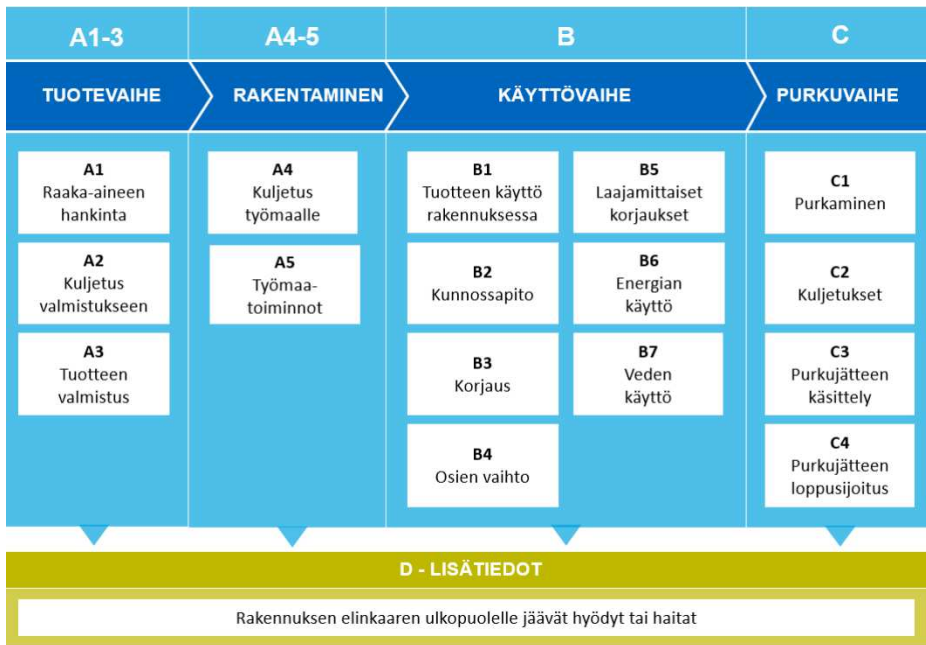 A1-3
A4-5
B
C
TUOTEVAIHE
RAKENTAMINEN
KÄYTTÖVAIHE
PURKUVAIHE
A1
Raaka-aineen
hankinta
A2
Kuljetus
valmistukseen
A3
Tuotteen
valmistus
A4
Kuljetus
työmaalle
A5
Työmaa-
toiminnot
B1
Tuotteen käyttö
rakennuksessa
B2
Kunnossapito
B3
Korjaus
B4
Osien vaihto
B5
Laajamittaiset
korjaukset
B6
Energian
käyttö
B7
Veden
käyttö
C1
Purkaminen
C2
Kuljetukset
C3
Purkujätteen
käsittely
C4
Purkujätteen
loppusijoitus
D - LISÄTIEDOT
Rakennuksen elinkaaren ulkopuolelle jäävät hyödyt tai haitat